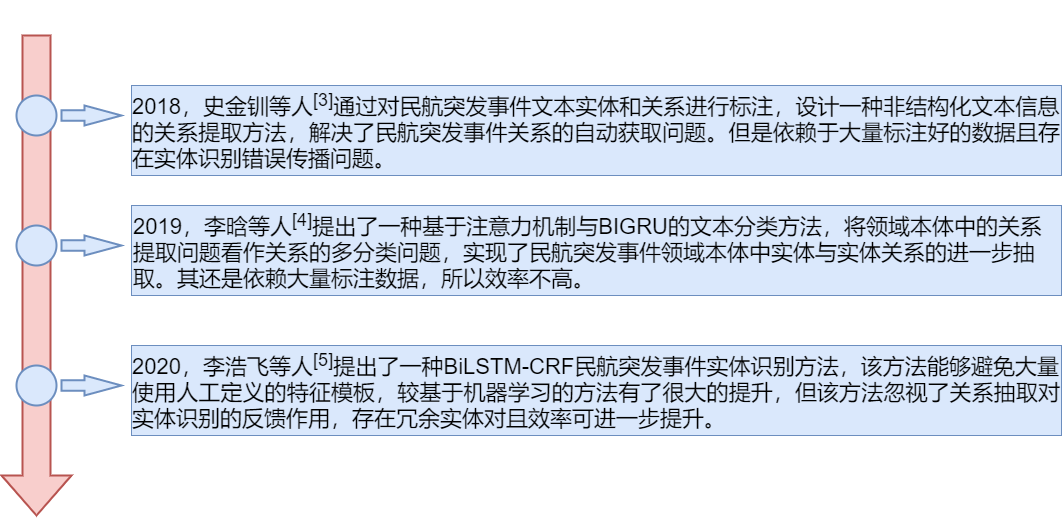 2018，史金钏等人[3]通过对民航突发事件文本实体和关系进行标注，设计一种非结构化文本信息
的关系提取方法，解决了民航突发事件关系的自动获取问题。但是依赖于大量标注好的数据且存
在实体识别错误传播问题。
2019，李晗等人[4]提出了一种基于注意力机制与BIGRU的文本分类方法，将领域本体中的关系
提取问题看作关系的多分类问题，实现了民航突发事件领域本体中实体与实体关系的进一步抽
取。其还是依赖大量标注数据，所以效率不高。
2020，李浩飞等人[5]提出了一种BiLSTM-CRF民航突发事件实体识别方法，该方法能够避免大量
使用人工定义的特征模板，较基于机器学习的方法有了很大的提升，但该方法忽视了关系抽取对
实体识别的反馈作用，存在冗余实体对且效率可进一步提升。